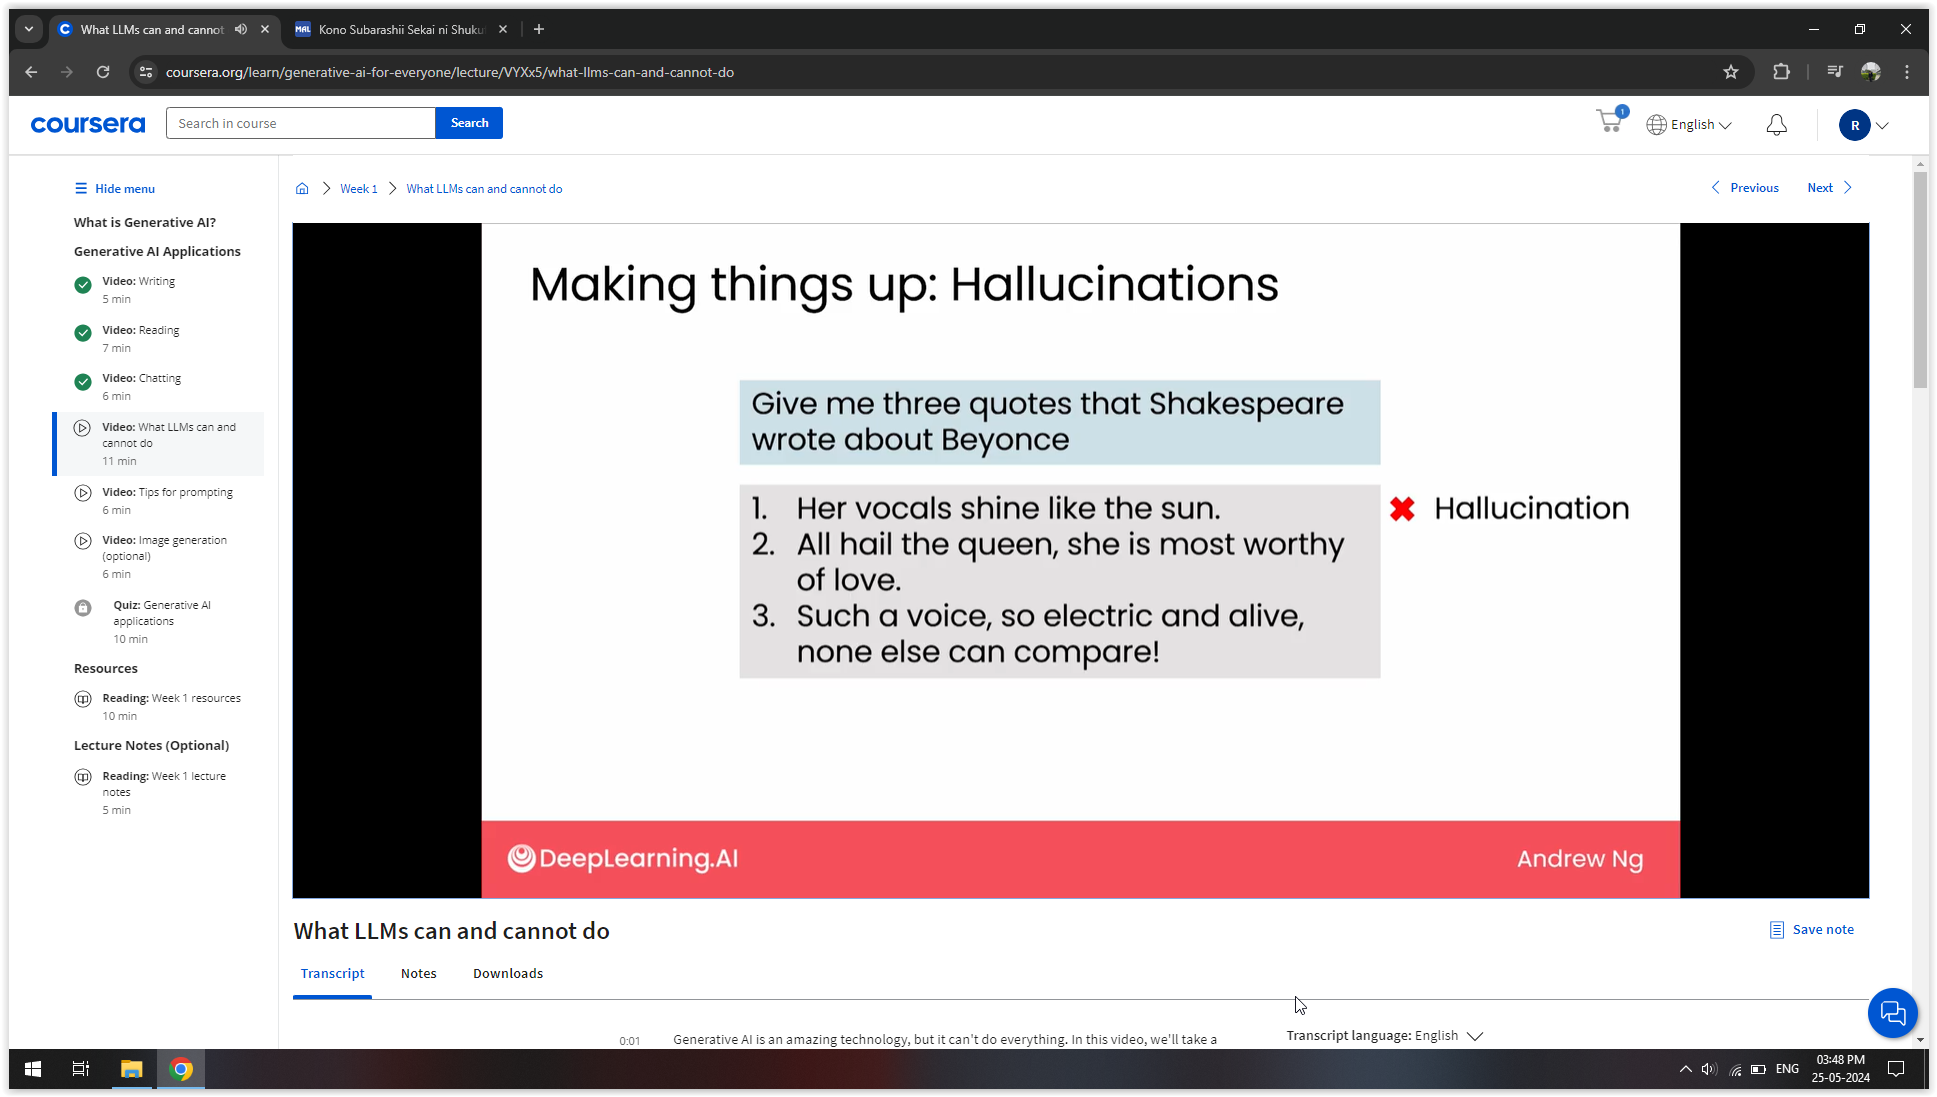 What LLMs can and cannot
MAL
Kono Subarashii Sekai ni Shuku
coursera.org/learn/generative-ai-for-everyone/lecture/VYXx5/what-llms-can-and-cannot-do
coursera
Search in course
Search
1
English
R
Hide menu
What is Generative AI?
Generative AI Applications
Video: Writing
5 min
Video: Reading
7 min
Video: Chatting
6 min
Video: What LLMs can and
cannot do
11 min
Video: Tips for prompting
6 min
Video: Image generation
(optional)
6 min
Quiz: Generative AI
applications
10 min
Resources
Reading: Week 1 resources
10 min
Lecture Notes (Optional)
Reading: Week 1 lecture
notes
5 min
Week 1
What LLMs can and cannot do
Previous
Next
Making things up: Hallucinations
Give me three quotes that Shakespeare
wrote about Beyonce
1. Her vocals shine like the sun.
2. All hail the queen, she is most worthy
of love.
3. Such a voice, so electric and alive,
none else can compare!
Hallucination
DeepLearning.AI
Andrew Ng
What LLMs can and cannot do
Save note
Transcript
Notes
Downloads
0:01
Generative AI is an amazing technology, but it can't do everything. In this video, we'll take a
Transcript language: English
ENG
03:48 PM
25-05-2024